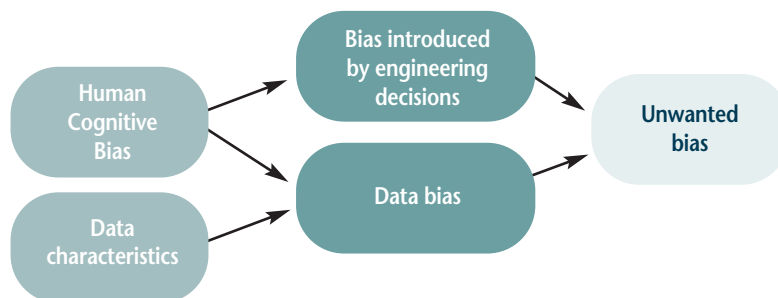 Bias introduced
by engineering
decisions
Human
Cognitive
Bias
Unwanted
bias
Data bias
Data
characteristics